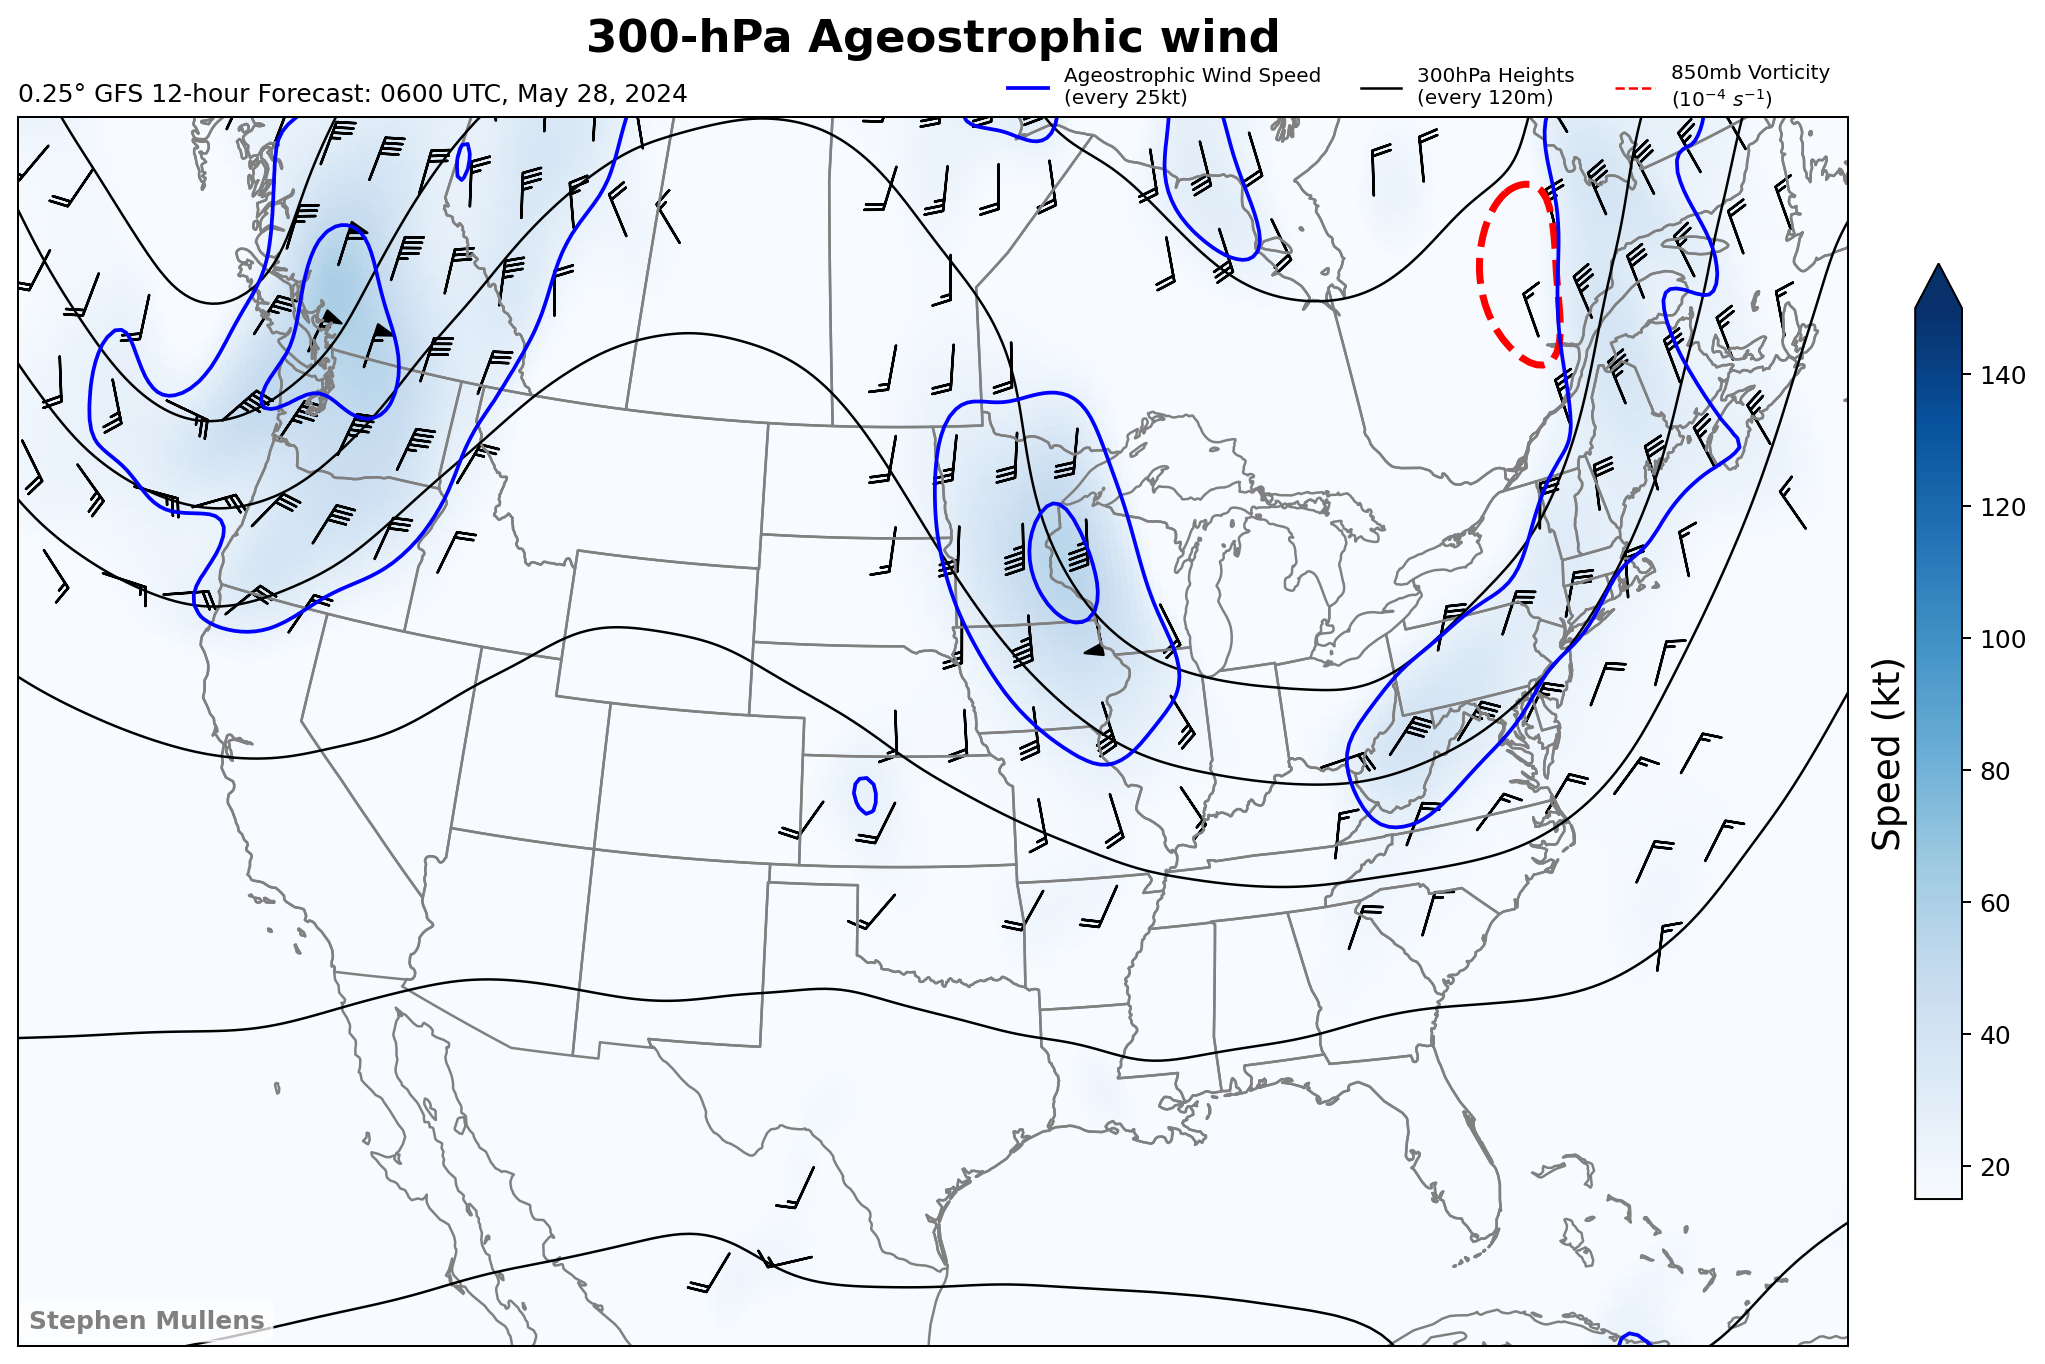 300-hPa Ageostrophic wind
0.25° GFS 12-hour Forecast: 0600 UTC, May 28, 2024
Ageostrophic Wind Speed
(every 25kt)
300hPa Heights
(every 120m)
850mb Vorticity
(10⁻⁴ s⁻¹)
140
120
100
80
60
40
20
Speed (kt)
Stephen Mullens